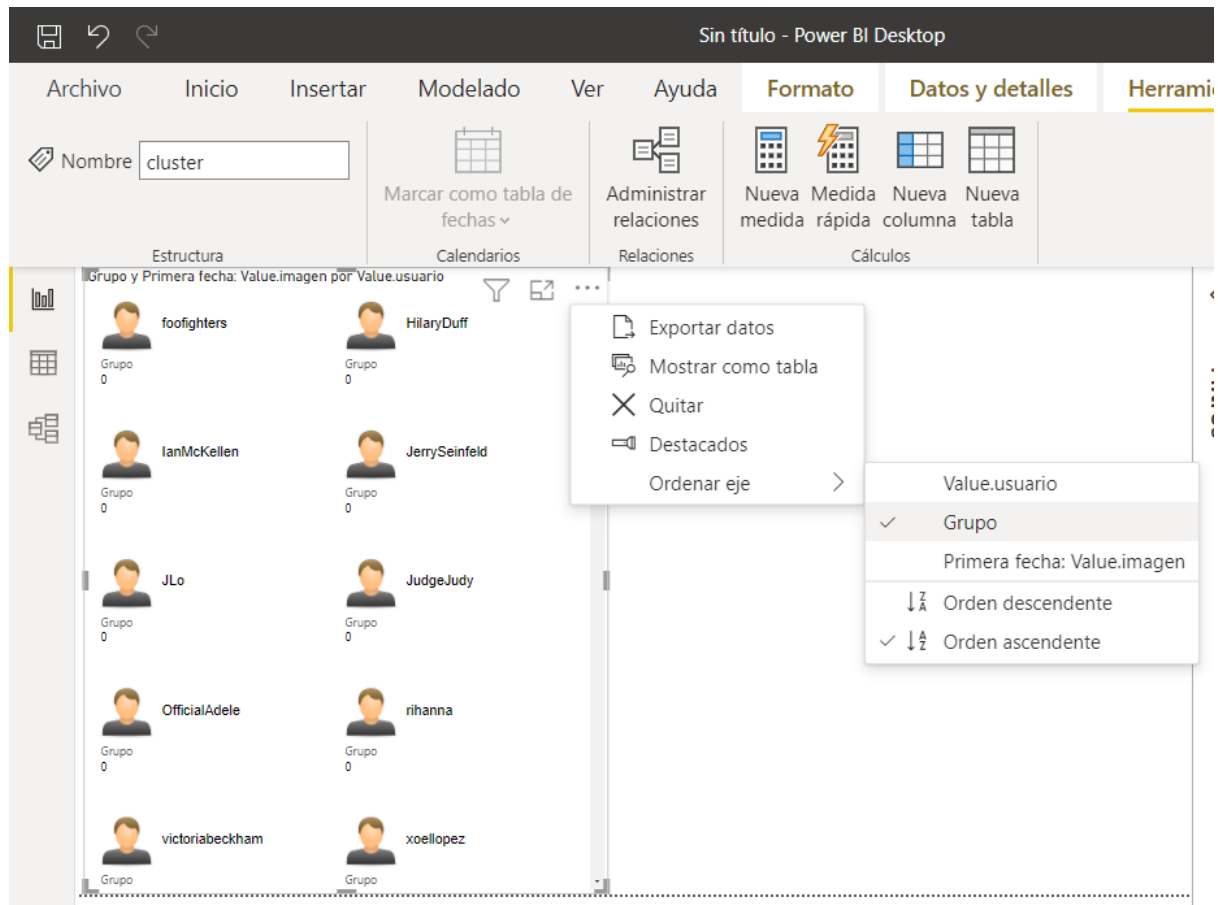 Sin título - Power BI Desktop
Archivo Inicio Insertar Modelado Ver Ayuda Formato Datos y detalles Herrami
Nombre cluster
Marcar como tabla de
fechas
Administrar
relaciones
Nueva
medida
Medida
rápida
Nueva
columna
Nueva
tabla
Estructura Calendarios Relaciones Cálculos
Grupo y Primera fecha: Value.imagen por Value.usuario
foofighters HilaryDuff
Grupo Grupo
0 0
IanMcKellen JerrySeinfeld
Grupo Grupo
0 0
JLo JudgeJudy
Grupo Grupo
0 0
OfficialAdele rihanna
Grupo Grupo
0 0
victoriabeckham xoellopez
Grupo Grupo
Exportar datos
Mostrar como tabla
Quitar
Destacados
Ordenar eje
Value.usuario
Grupo
Primera fecha: Value.imagen
Orden descendente
Orden ascendente